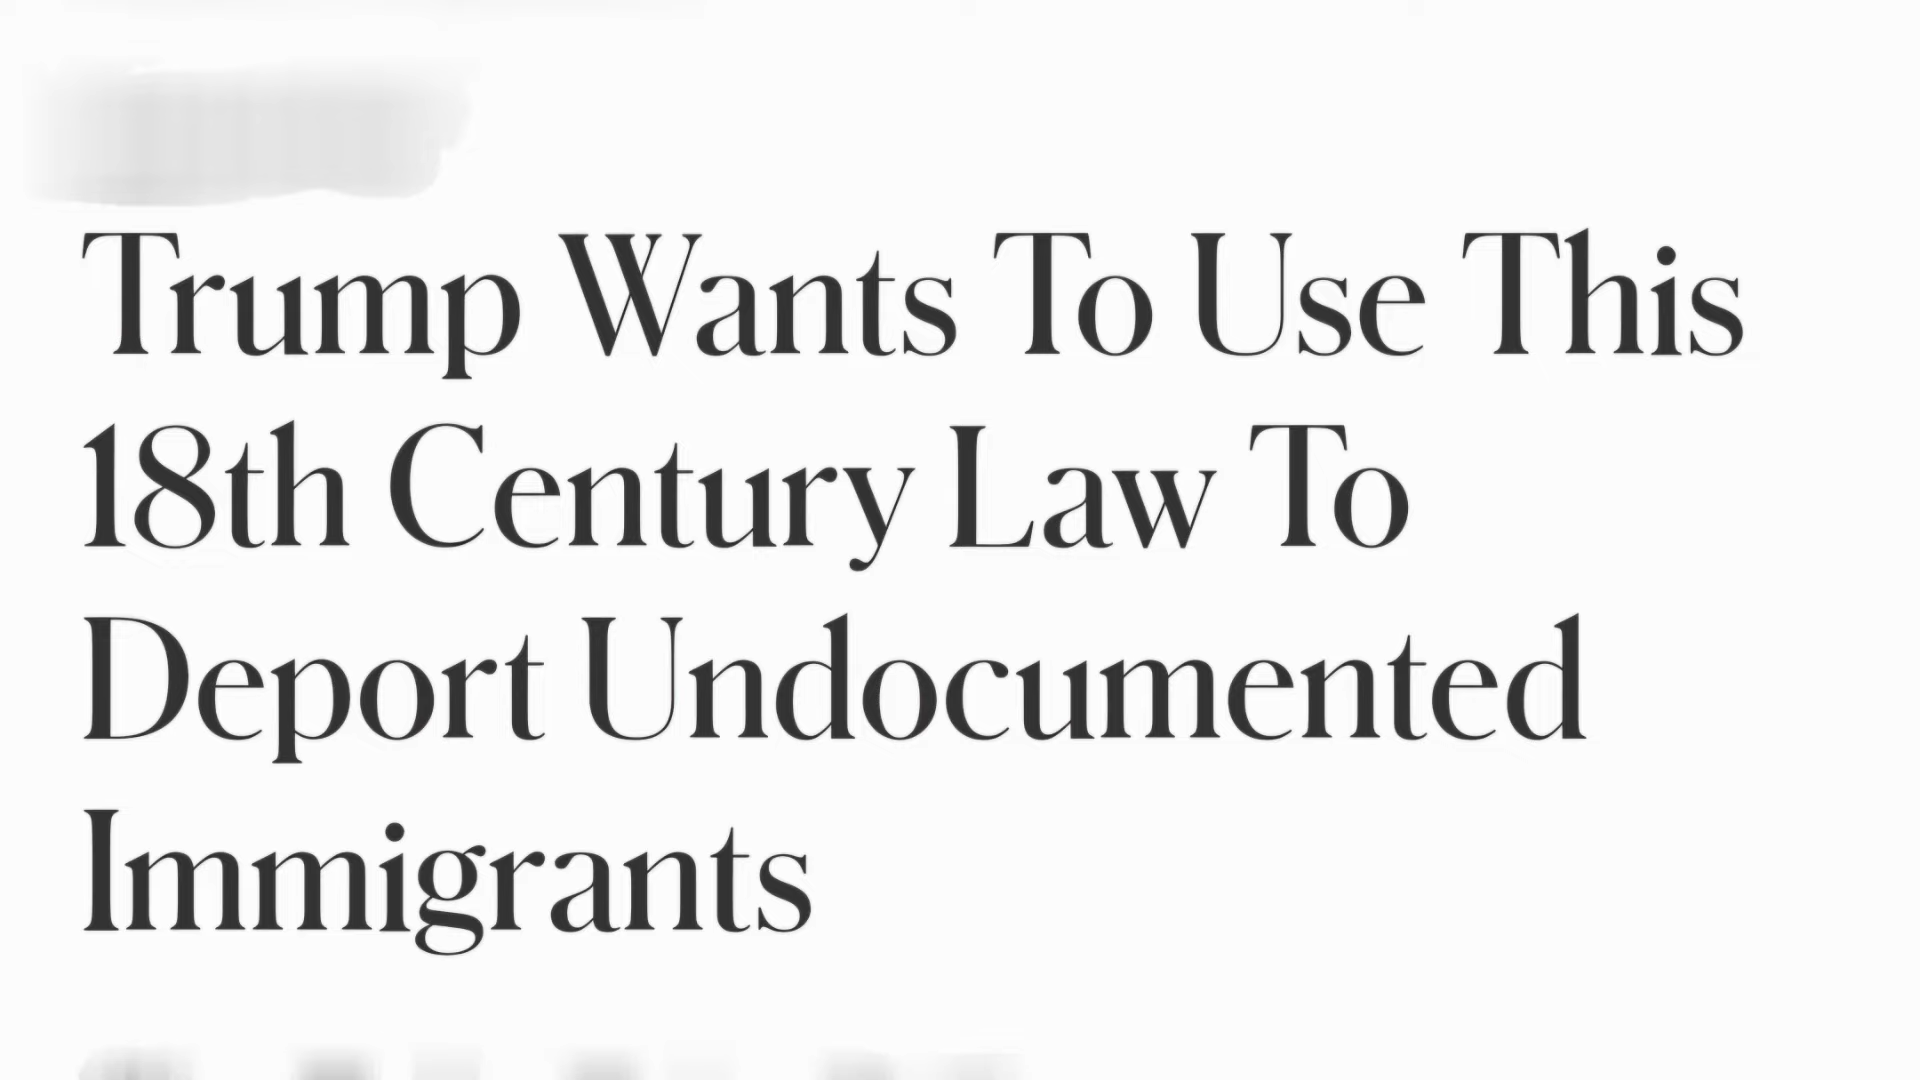 Trump Wants To Use This
18th Century Law To
Deport Undocumented
Immigrants